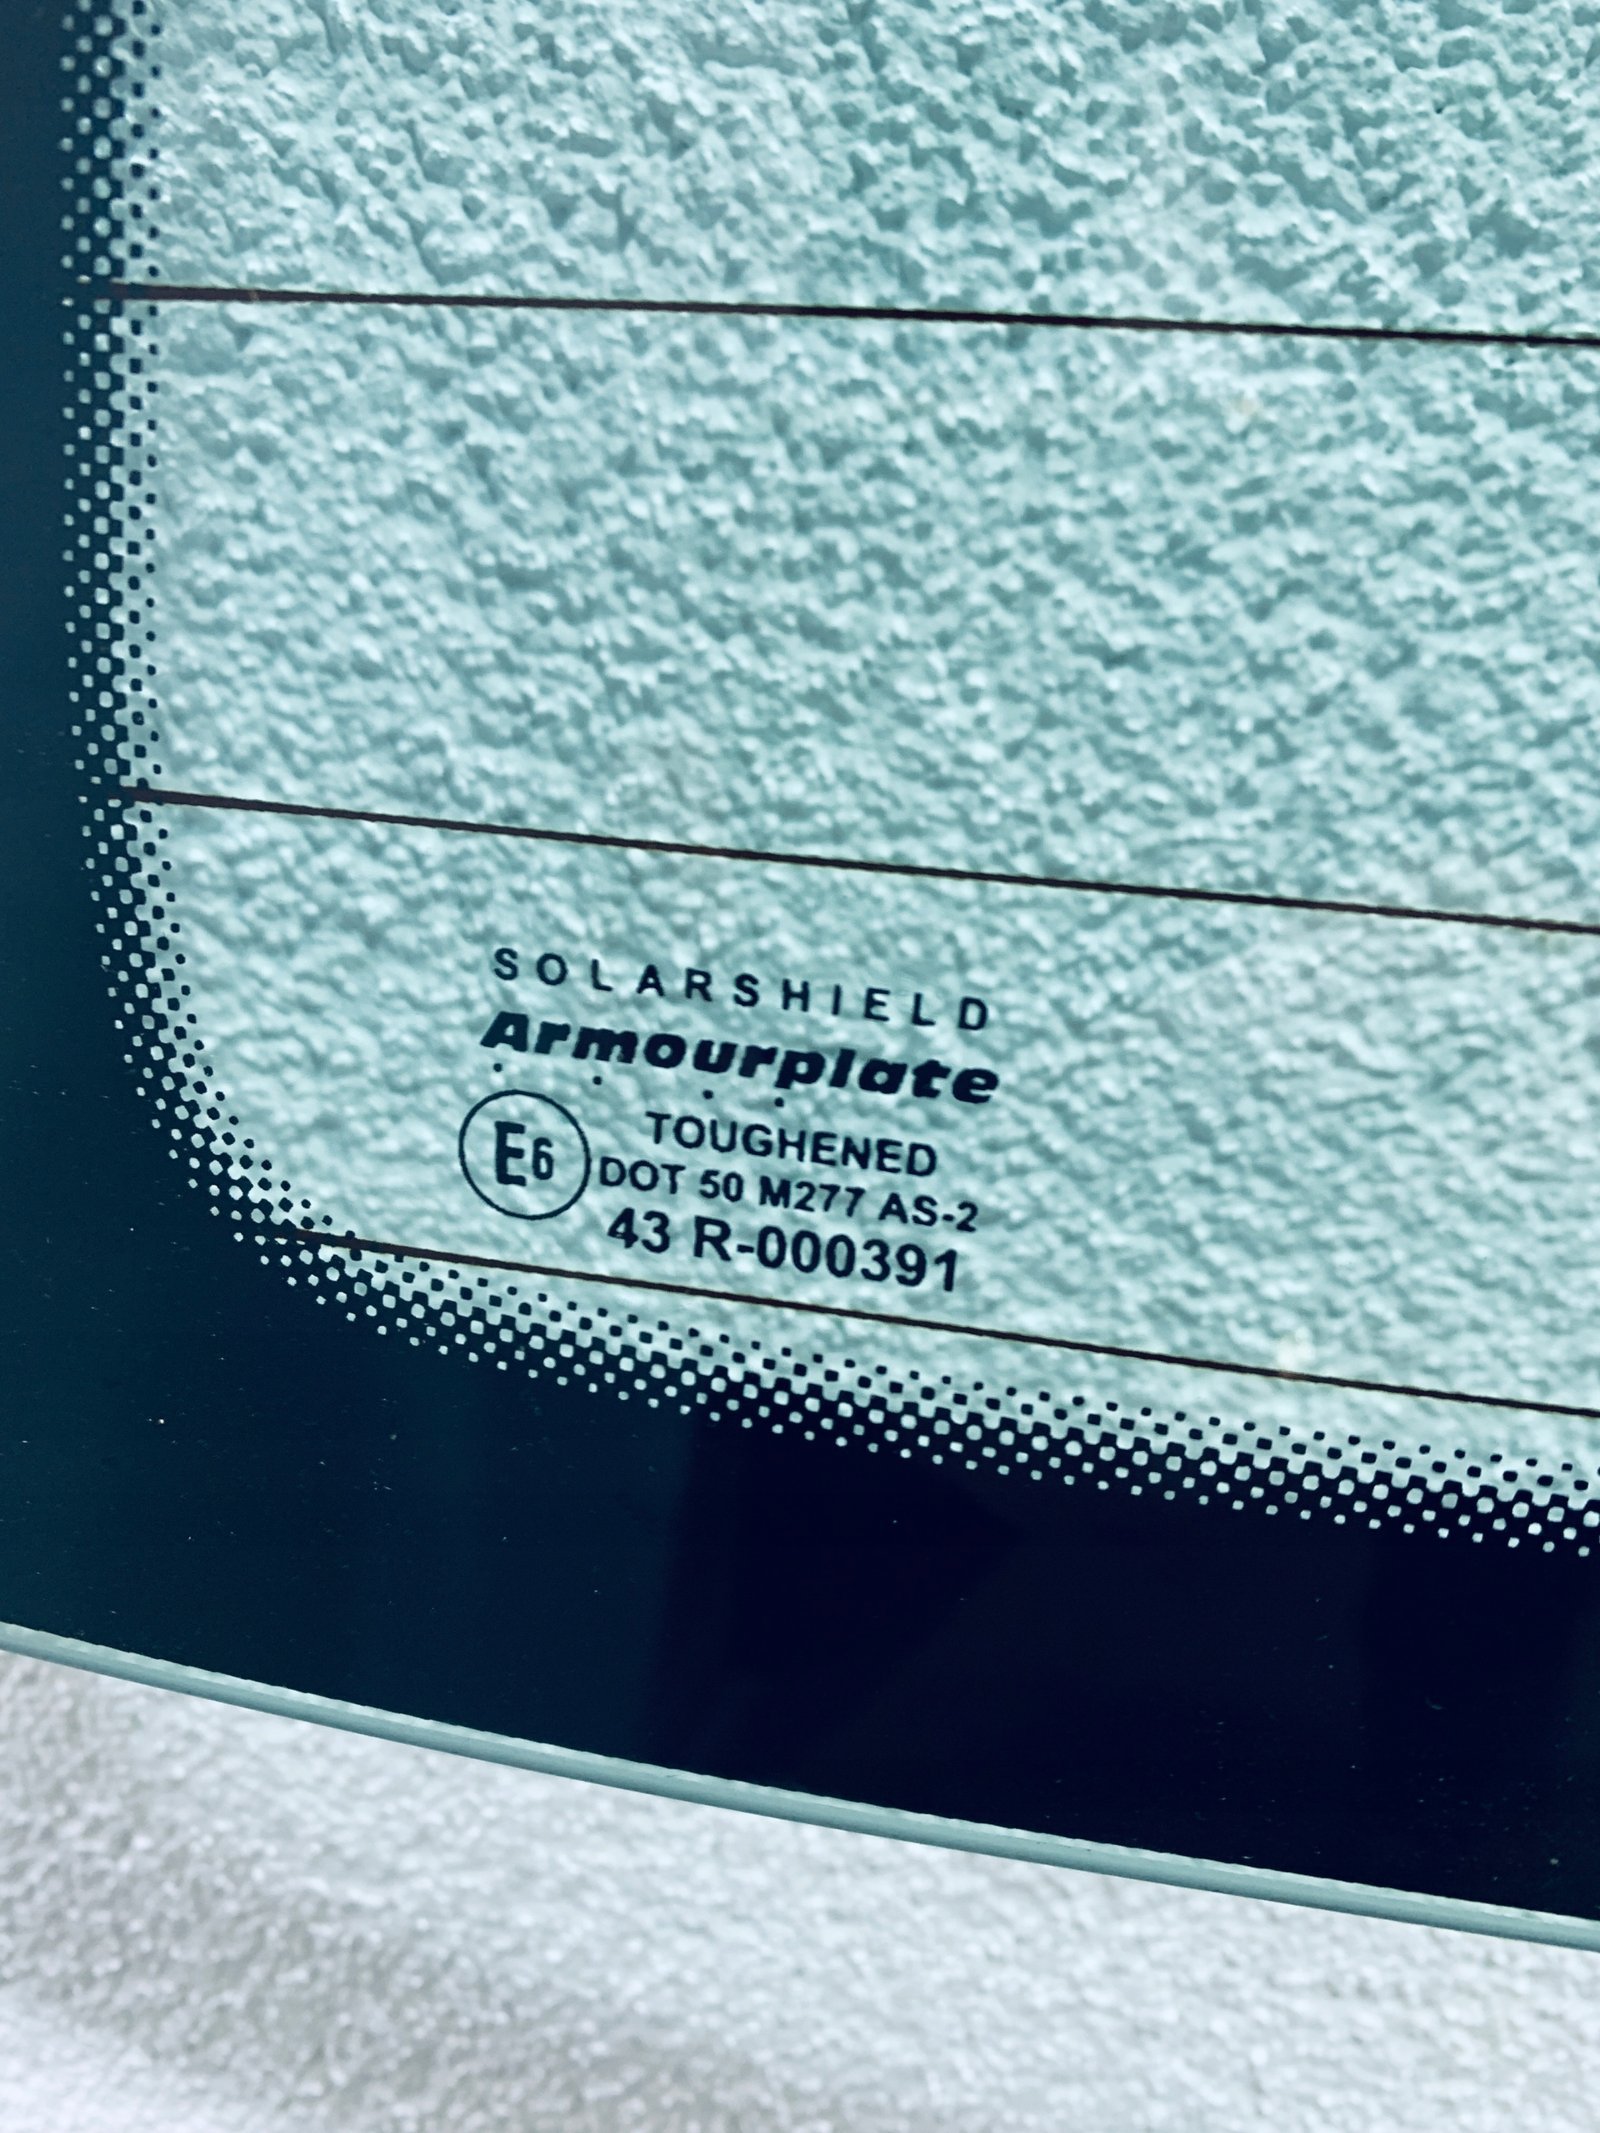 SOLARSHIELD
Armourplate
E6
TOUGHENED
DOT 50 M277 AS-2
43 R-000391